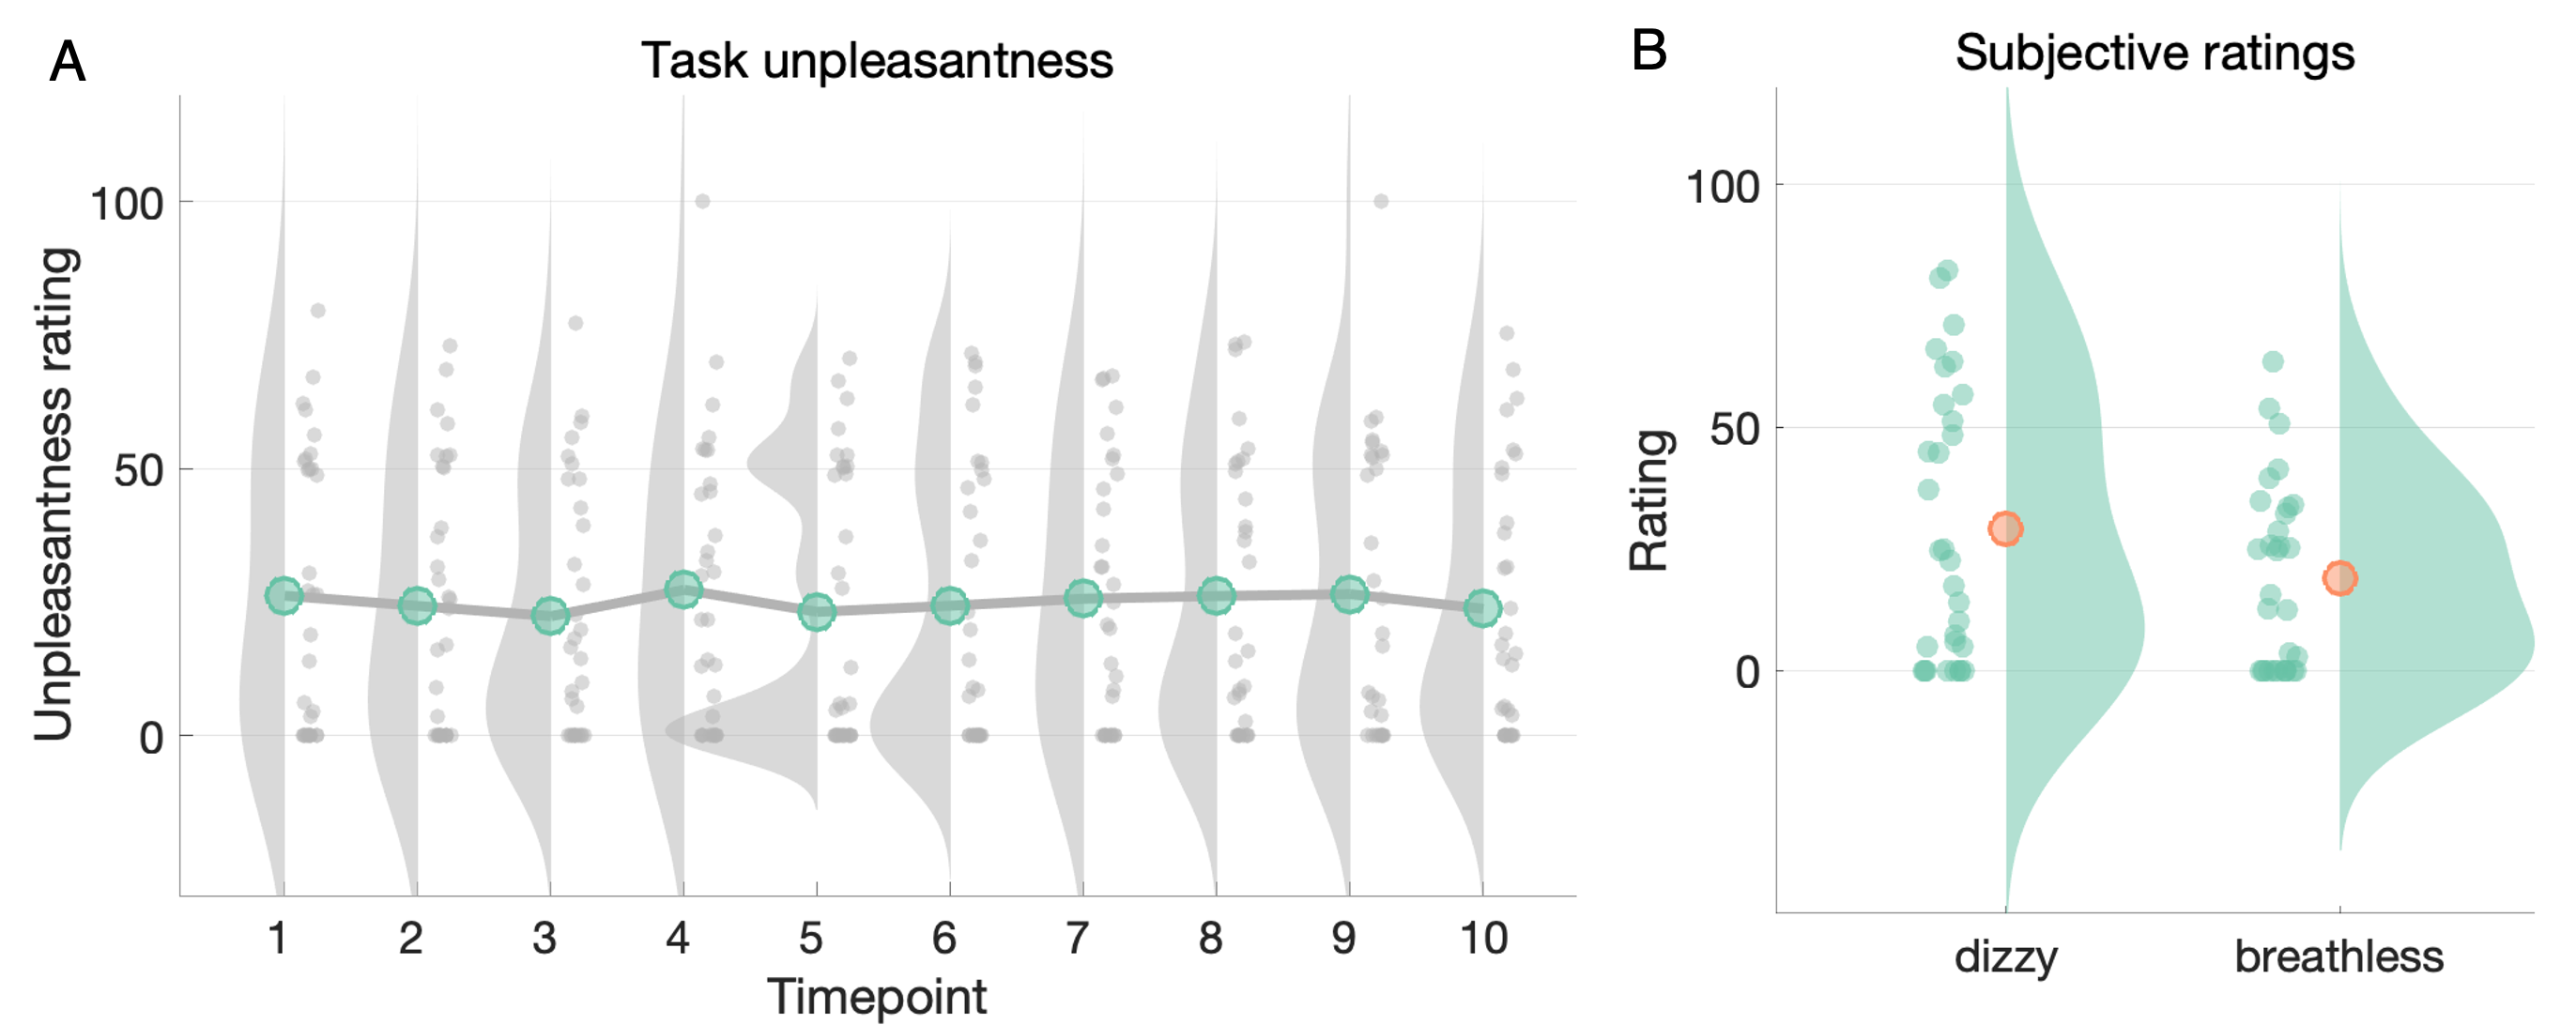 A
Task unpleasantness
Unpleasantness rating
100
50
0
1 2 3 4 5 6 7 8 9 10
Timepoint
B
Subjective ratings
Rating
100
50
0
dizzy breathless